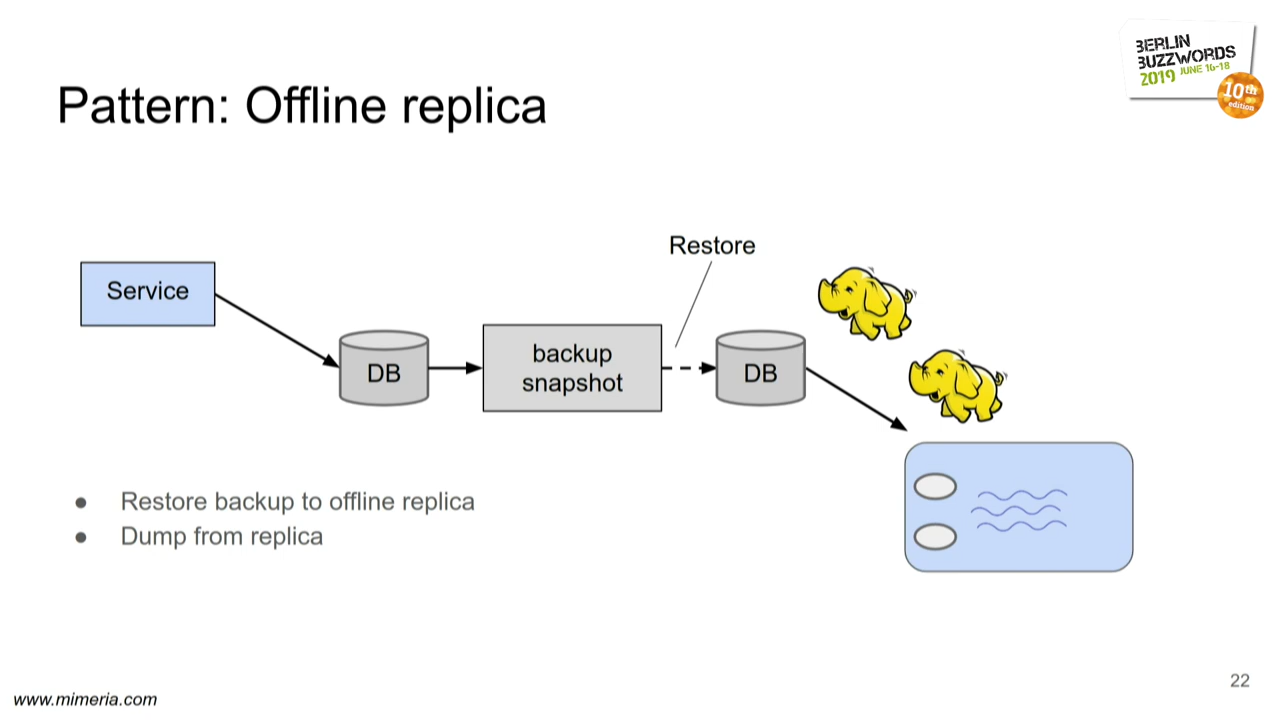 BERLIN
BUZZWORDS
2019 JUNE 16-18
10th
edition
Pattern: Offline replica
Restore
Service
DB
backup
snapshot
DB
● Restore backup to offline replica
● Dump from replica
22
www.mimeria.com